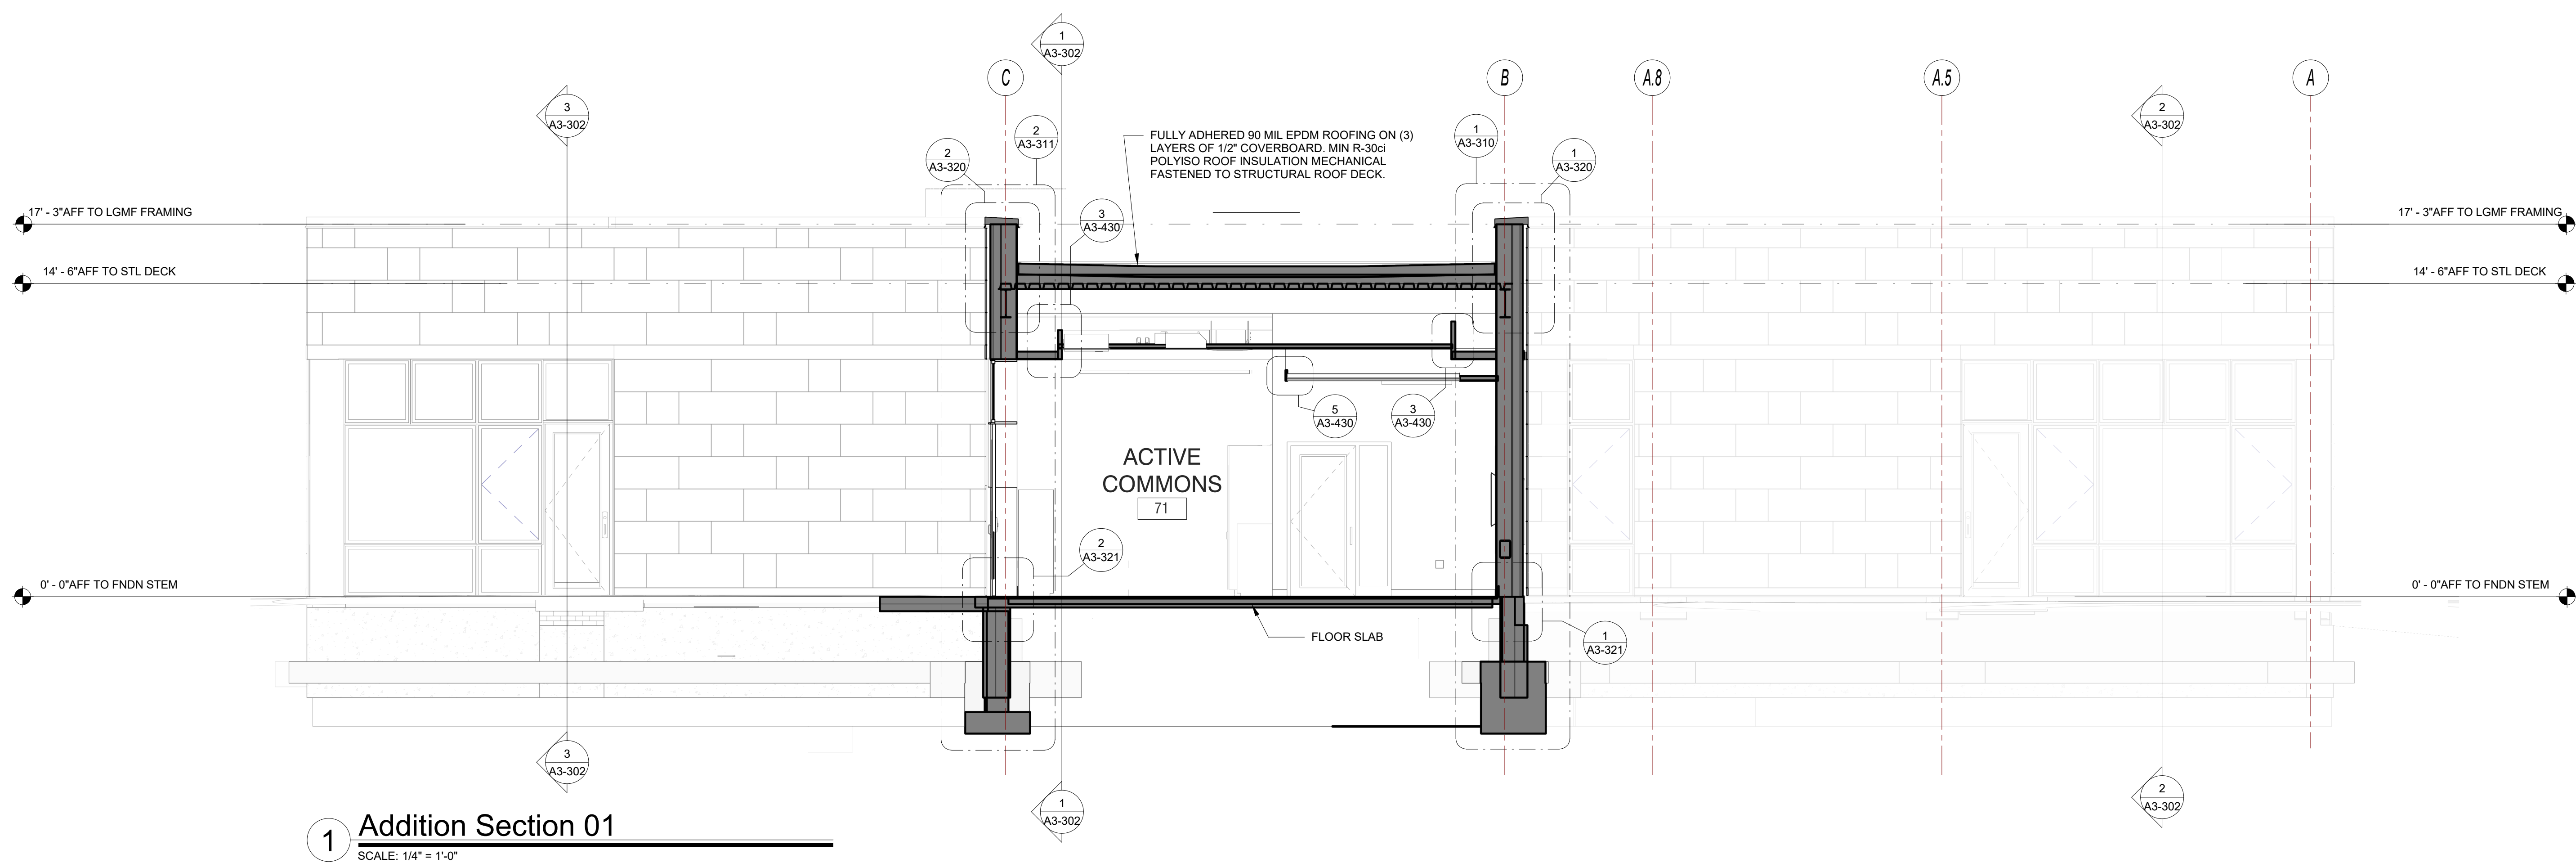 1
A3-302
C
B
A.8
A.5
A
3
A3-302
2
A3-302
2
A3-311
1
A3-310
2
A3-320
1
A3-320
FULLY ADHERED 90 MIL EPDM ROOFING ON (3)
LAYERS OF 1/2" COVERBOARD. MIN R-30ci
POLYISO ROOF INSULATION MECHANICAL
FASTENED TO STRUCTURAL ROOF DECK.
17' - 3"AFF TO LGMF FRAMING
3
A3-430
17' - 3"AFF TO LGMF FRAMING
14' - 6"AFF TO STL DECK
14' - 6"AFF TO STL DECK
5
A3-430
3
A3-430
ACTIVE
COMMONS
71
2
A3-321
0' - 0"AFF TO FNDN STEM
0' - 0"AFF TO FNDN STEM
FLOOR SLAB
1
A3-321
3
A3-302
1
A3-302
2
A3-302
1
Addition Section 01
SCALE: 1/4" = 1'-0"